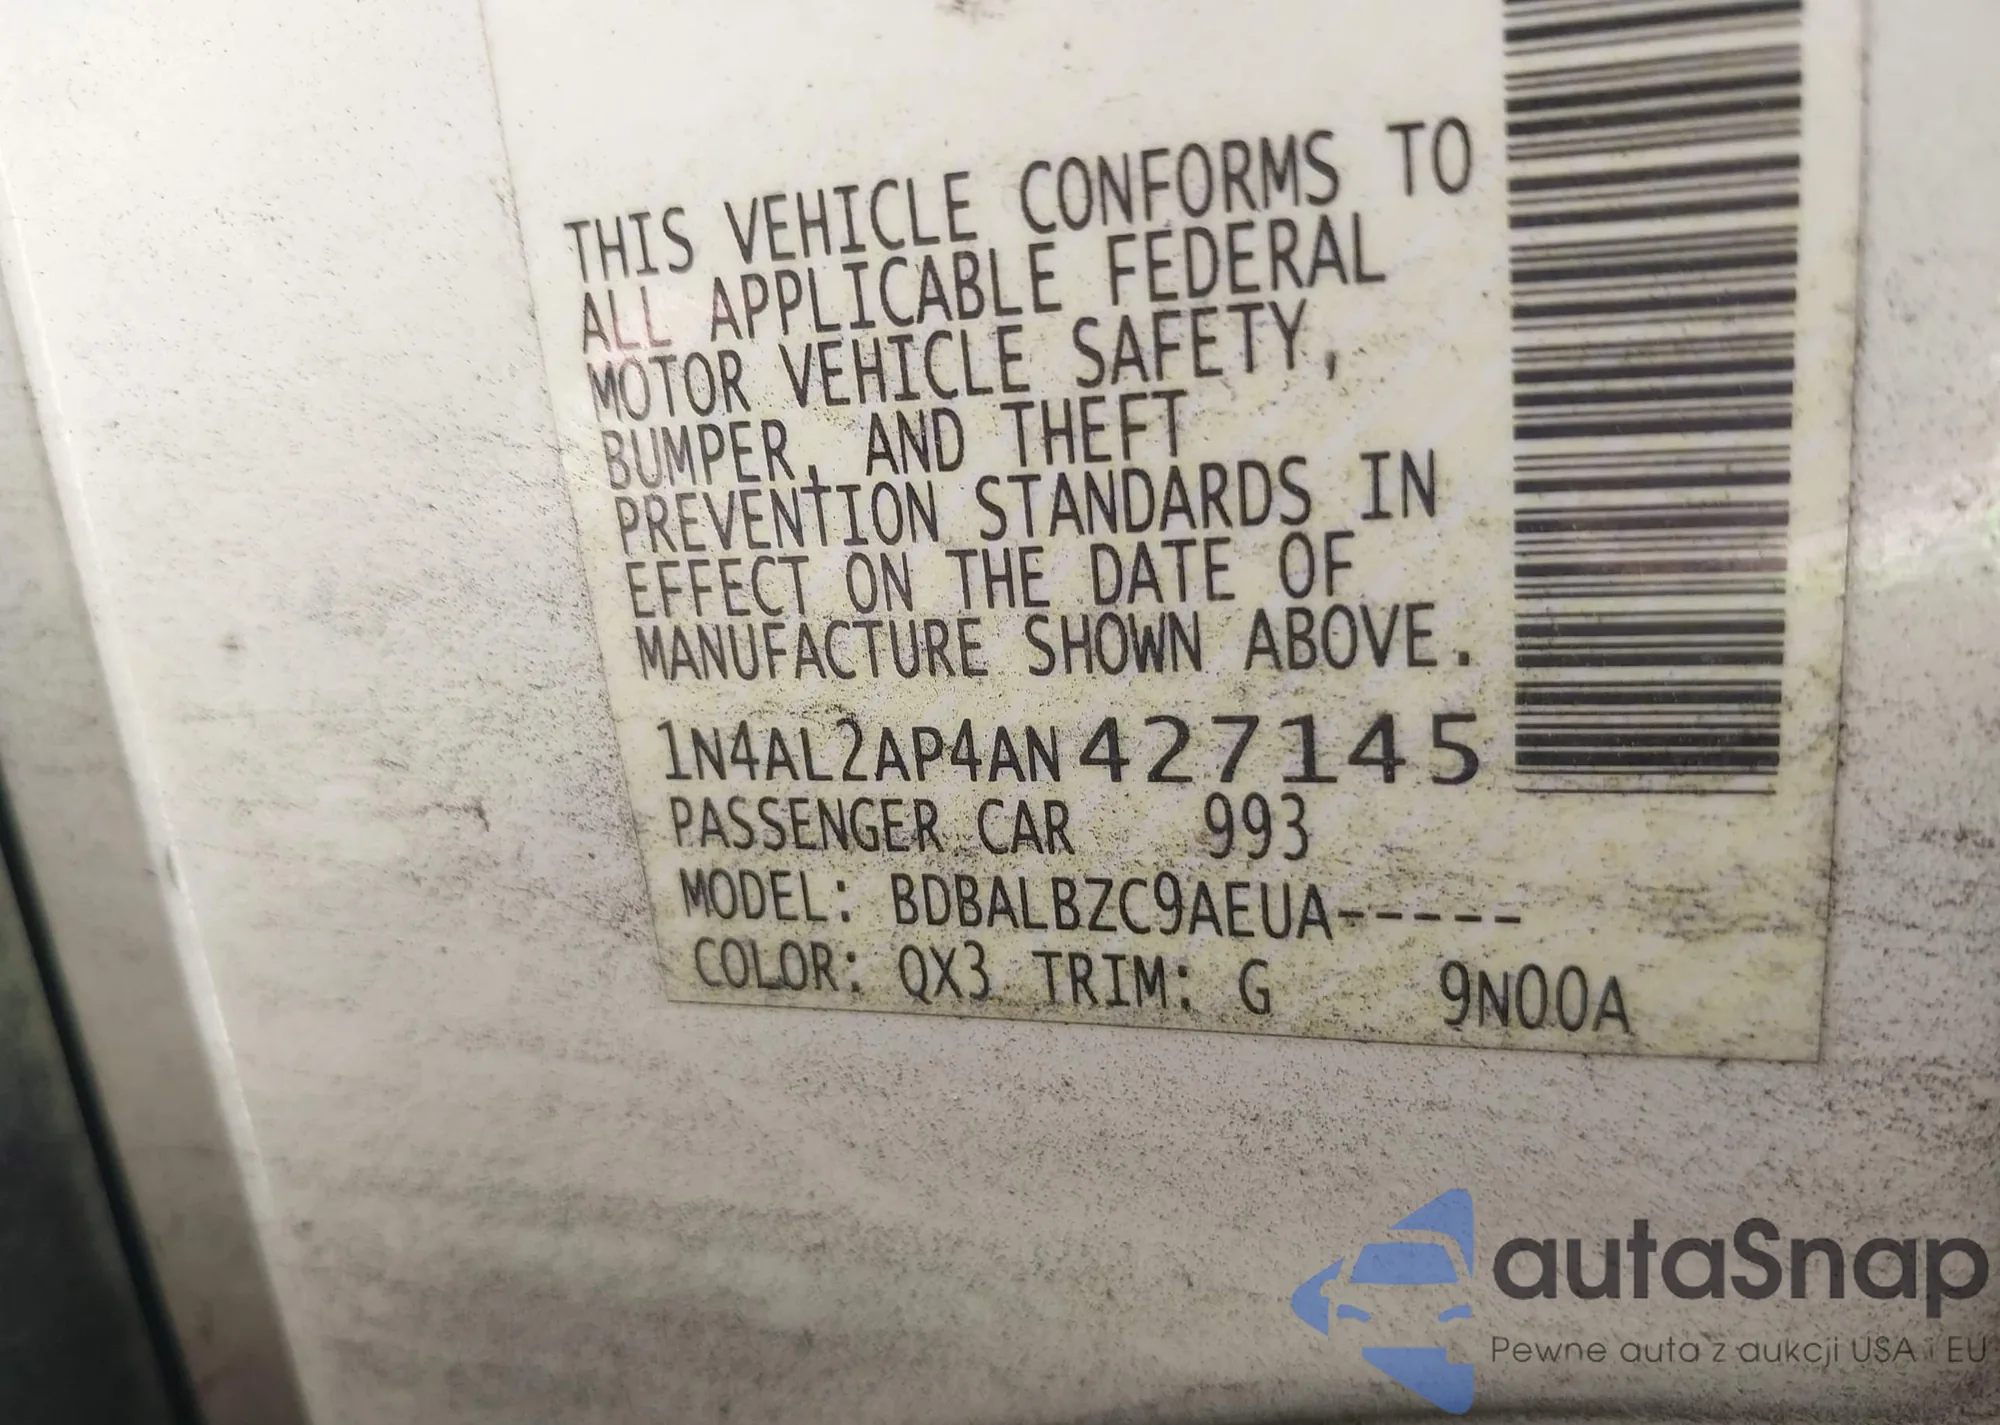 THIS VEHICLE CONFORMS TO
ALL APPLICABLE FEDERAL
MOTOR VEHICLE SAFETY,
BUMPER, AND THEFT
PREVENTION STANDARDS IN
EFFECT ON THE DATE OF
MANUFACTURE SHOWN ABOVE.
1N4AL2AP4AN427145
PASSENGER CAR 993
MODEL: BDBALBZC9AEUA-----
COLOR: QX3 TRIM: G 9N00A
autaSnap
Pewne auta z aukcji USA i EU